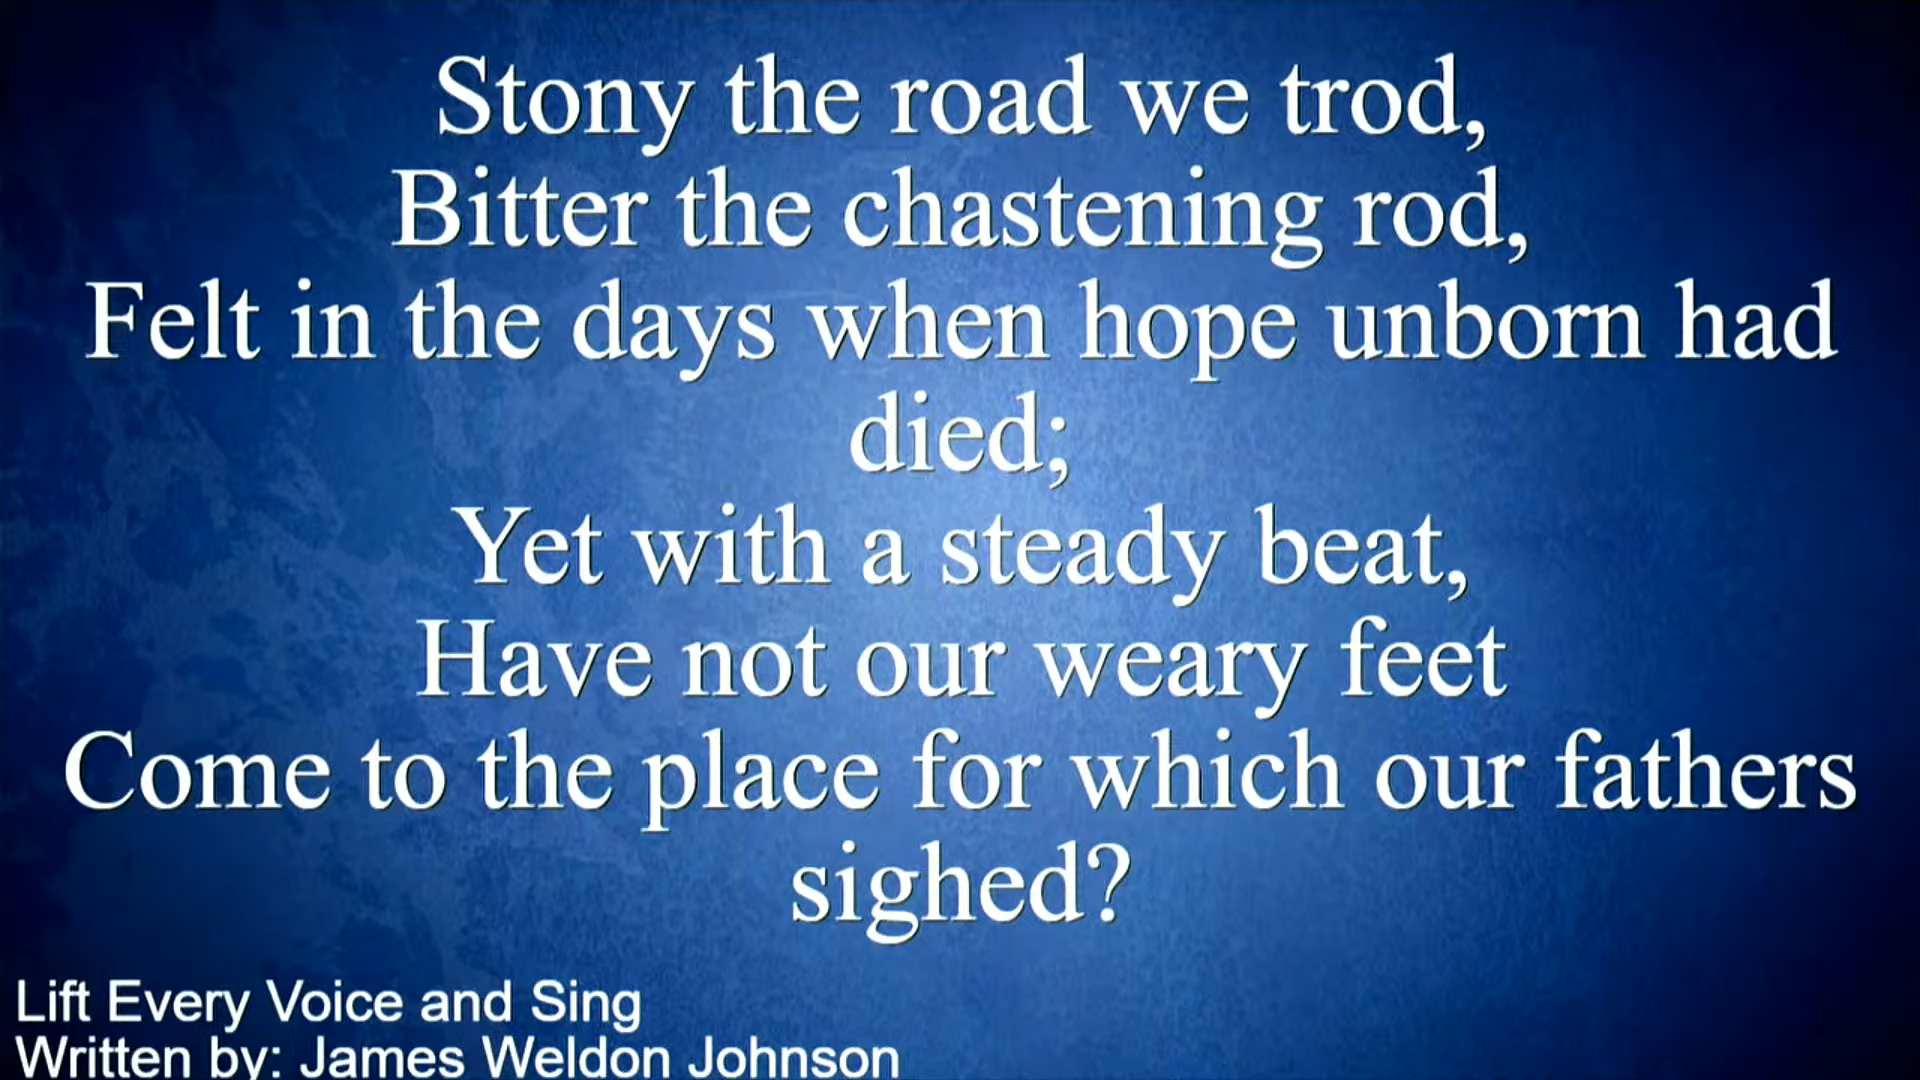 Stony the road we trod,
Bitter the chastening rod,
Felt in the days when hope unborn had
died;
Yet with a steady beat,
Have not our weary feet
Come to the place for which our fathers
sighed?
Lift Every Voice and Sing
Written by: James Weldon Johnson